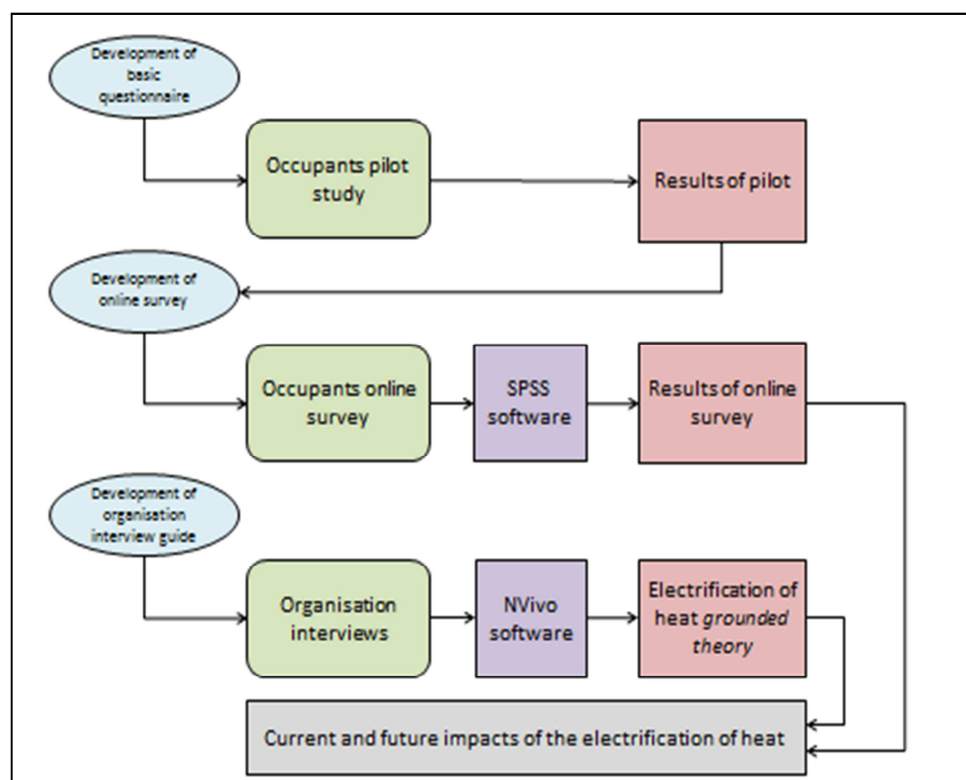 Development of
basic
questionnaire
Occupants pilot
study
Results of pilot
Development of
online survey
Occupants online
survey
SPSS
software
Results of online
survey
Development of
organisation
interview guide
Organisation
interviews
NVivo
software
Electrification of
heat grounded
theory
Current and future impacts of the electrification of heat